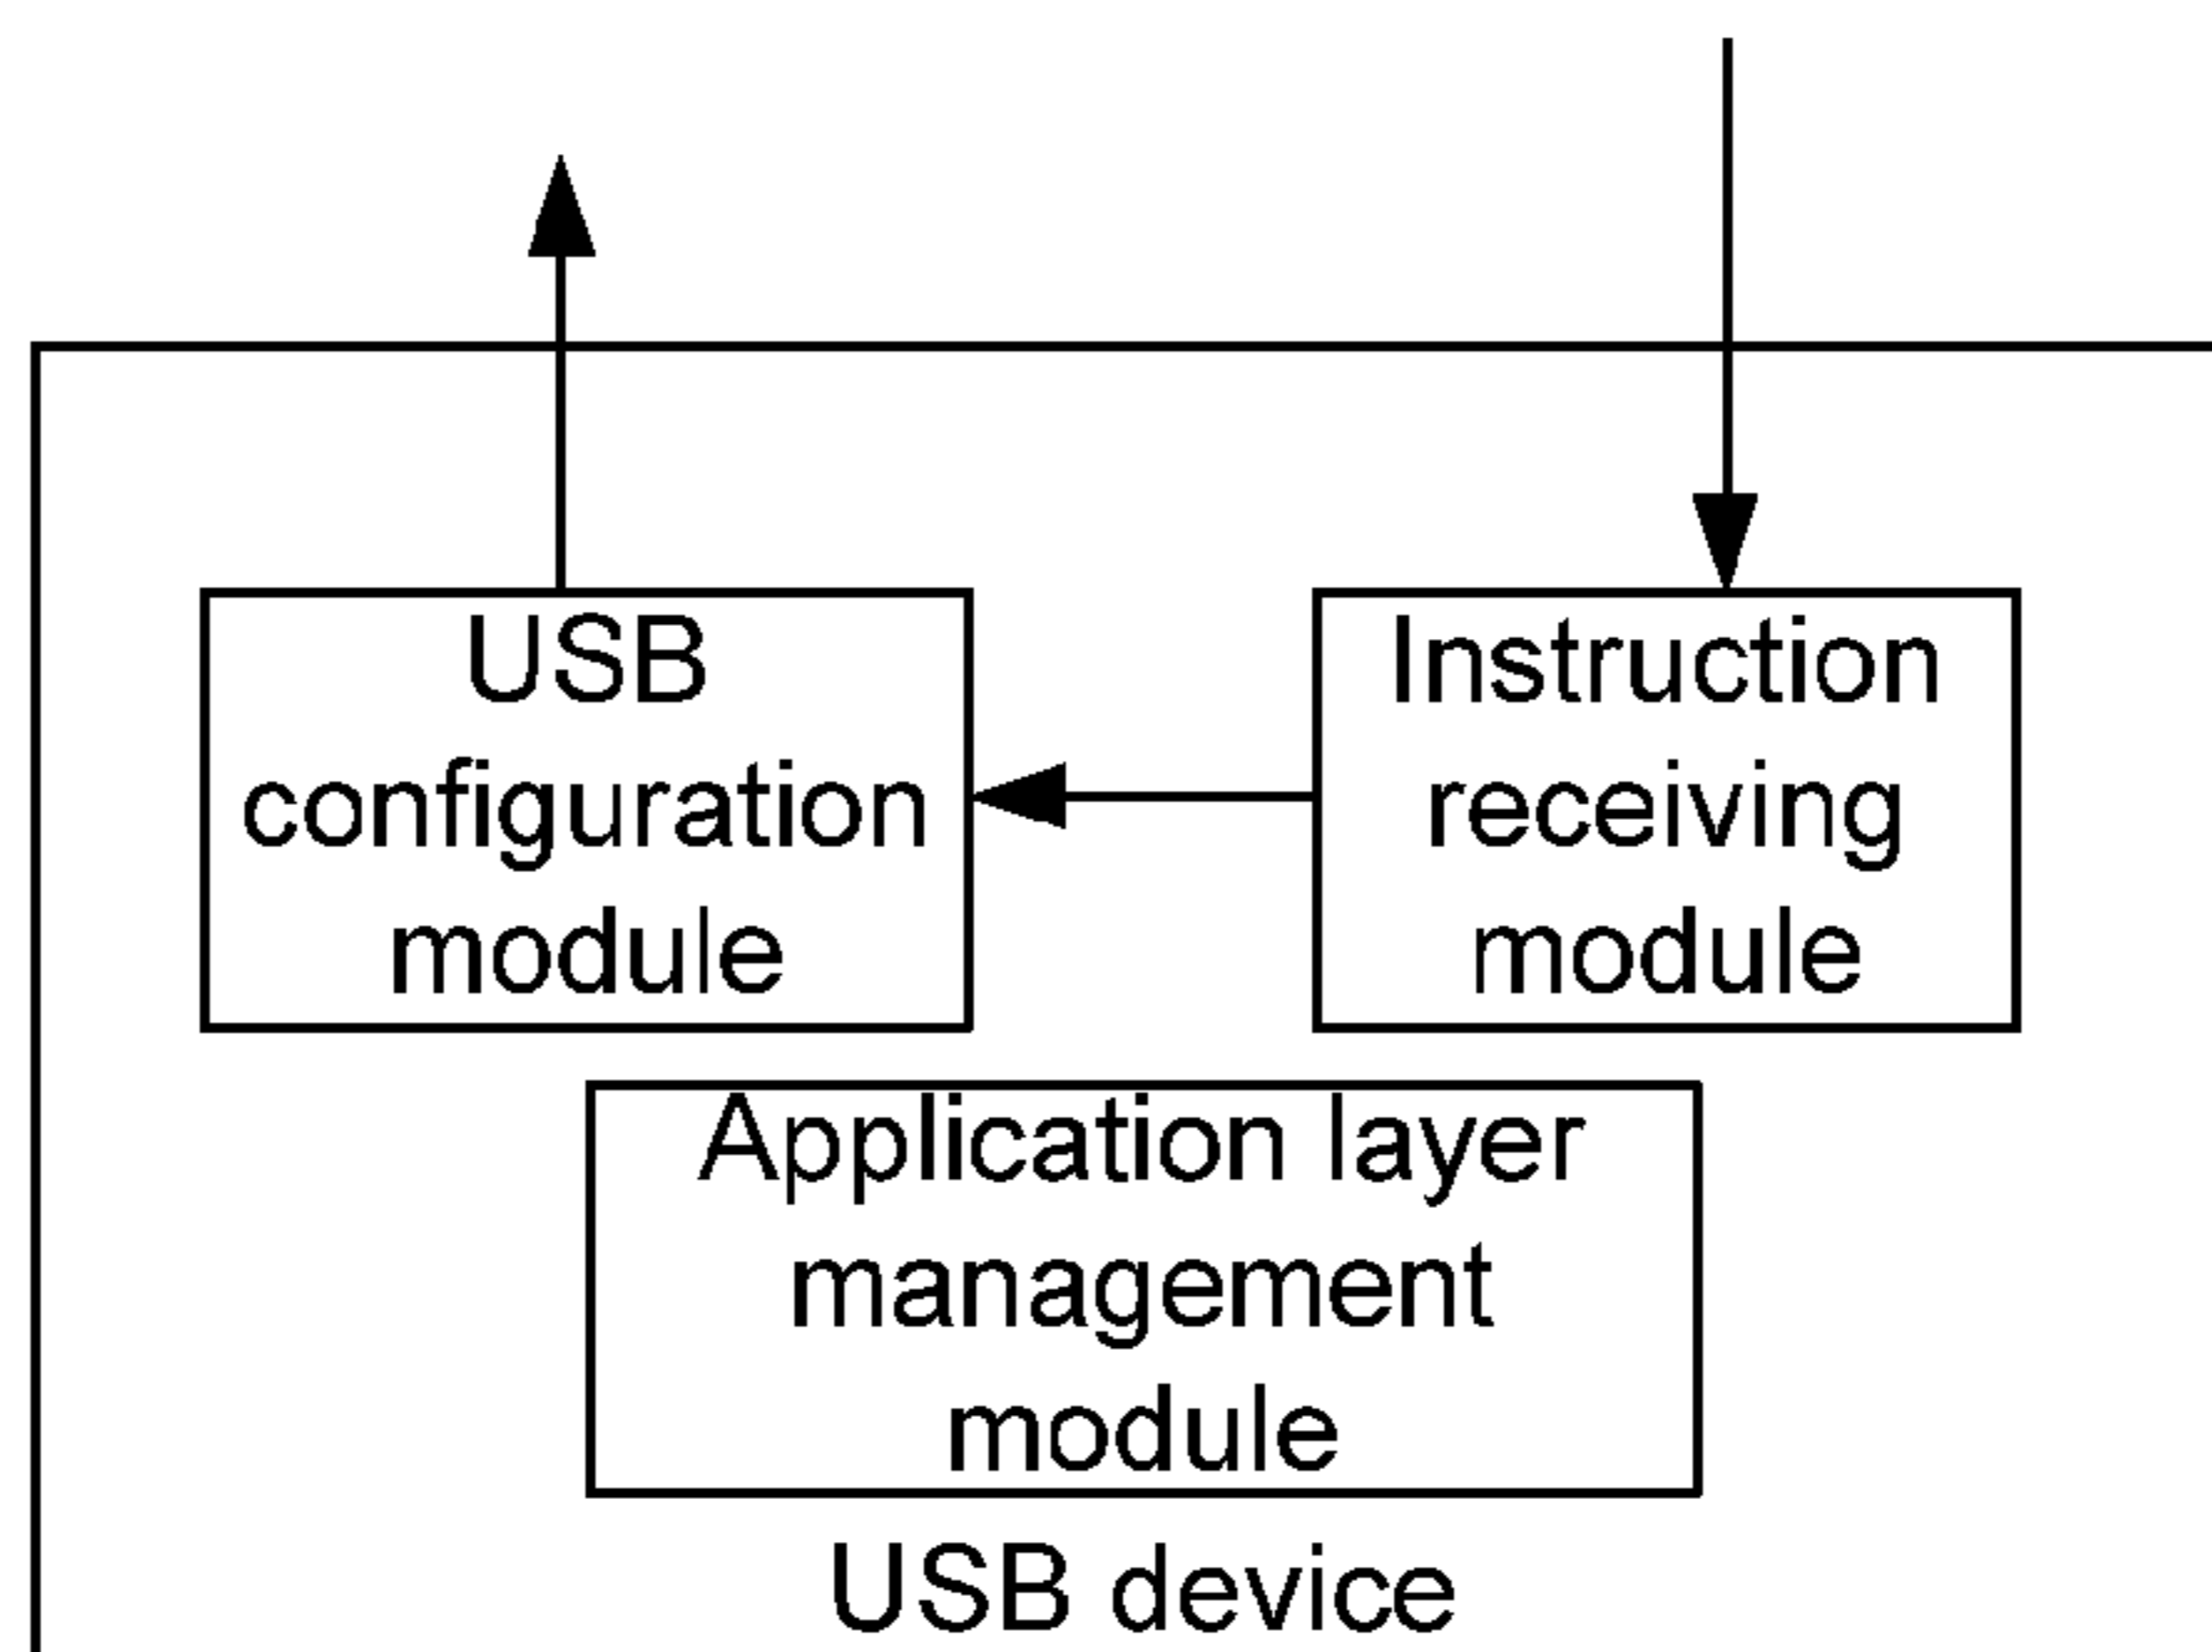 USB
configuration
module
Instruction
receiving
module
Application layer
management
module
USB device